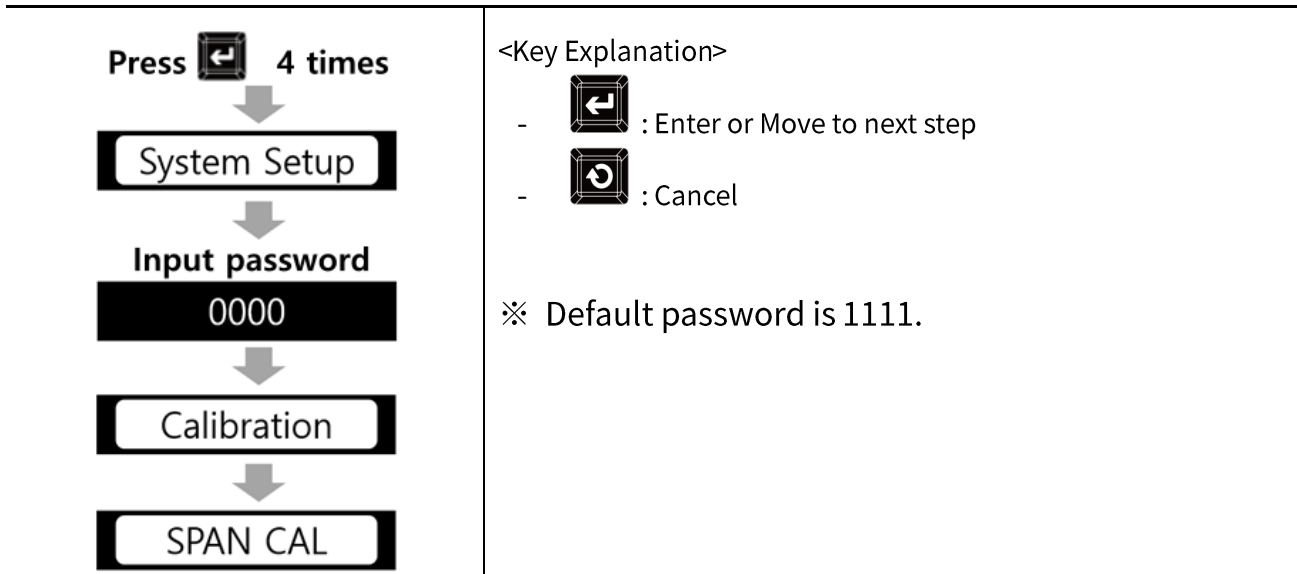 Press 4 times
System Setup
Input password
0000
Calibration
SPAN CAL
<Key Explanation>
- : Enter or Move to next step
- : Cancel
※ Default password is 1111.